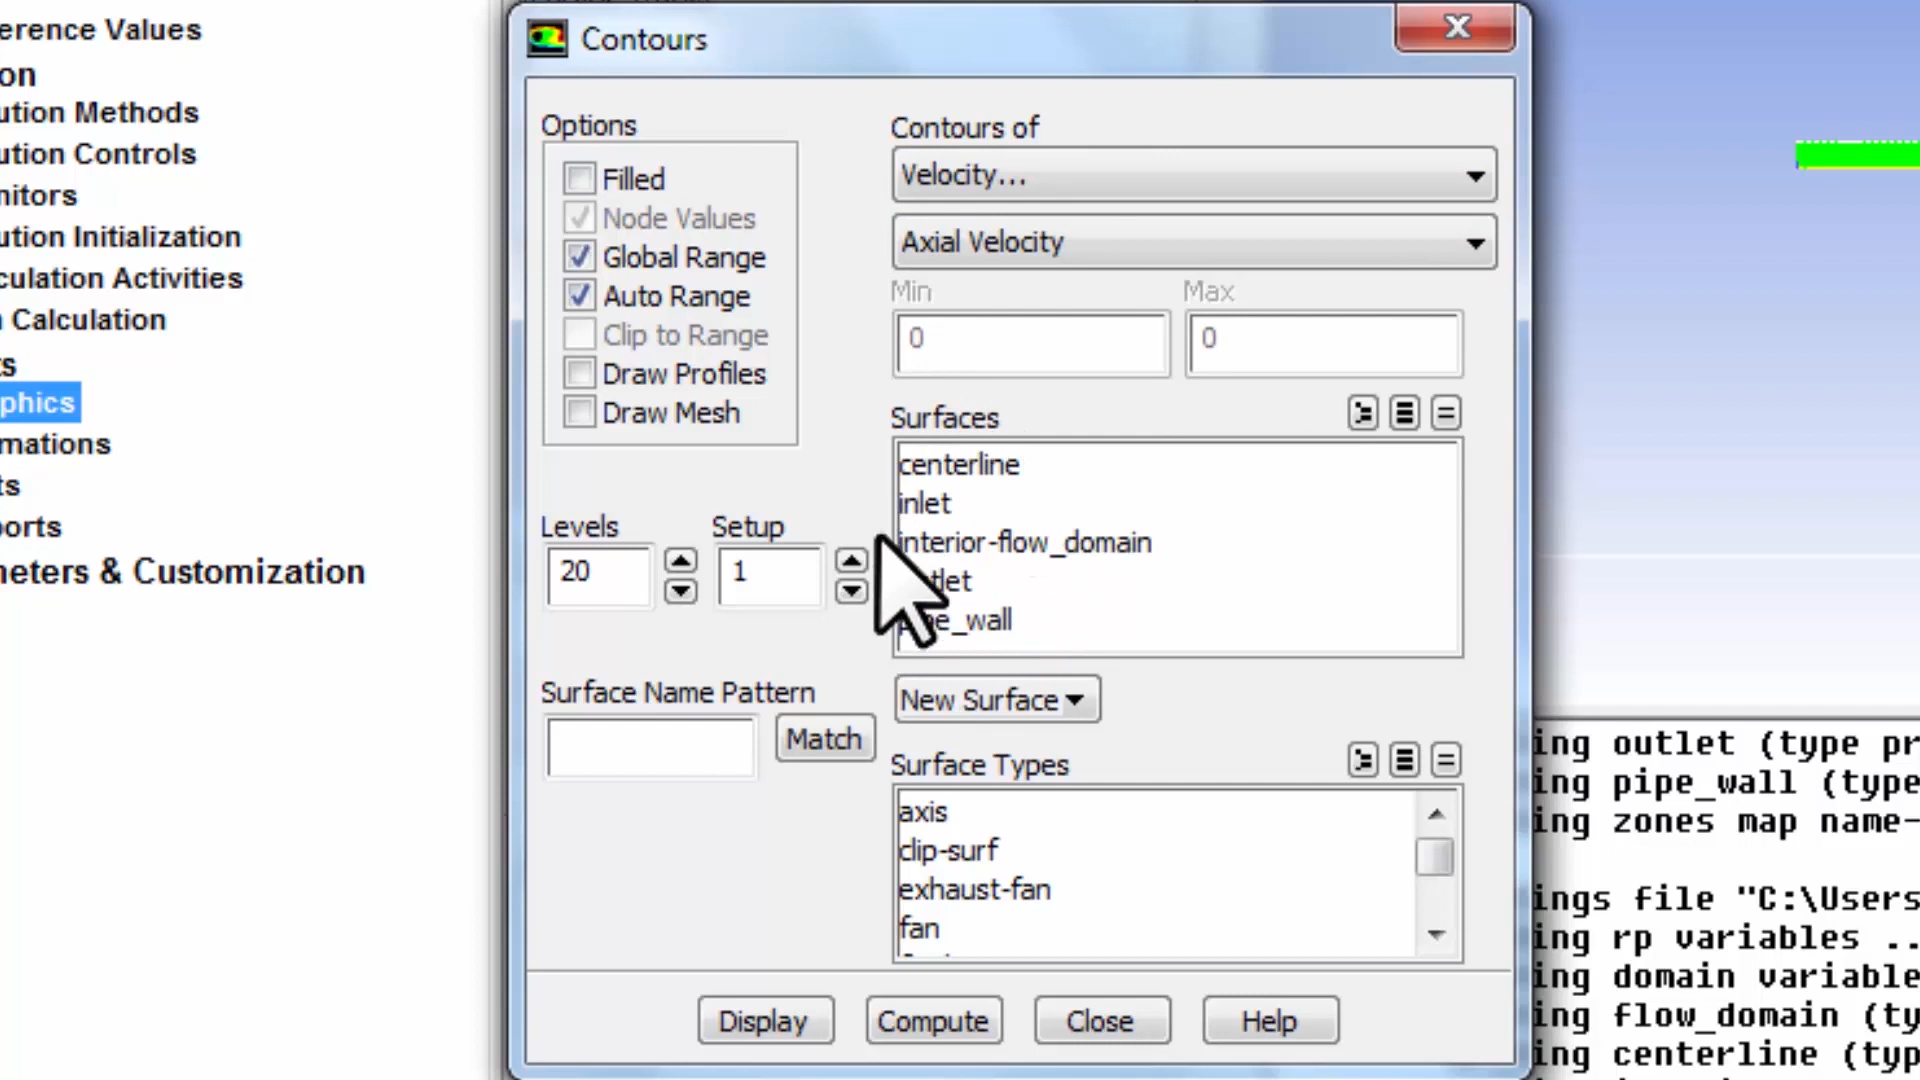 erence Values
on
ution Methods
ution Controls
nitors
ution Initialization
culation Activities
Calculation
ts
phics
mations
ts
orts
neters & Customization
Contours
Options
Filled
Node Values
Global Range
Auto Range
Clip to Range
Draw Profiles
Draw Mesh
Levels
20
Setup
1
Surface Name Pattern
Match
Contours of
Velocity...
Axial Velocity
Min
Max
0
0
Surfaces
centerline
inlet
interior-flow_domain
tlet
pipe_wall
New Surface
Surface Types
axis
clip-surf
exhaust-fan
fan
Display
Compute
Close
Help
ing outlet (type pr
ing pipe_wall (type
ing zones map name-
ings file "C:\Users
ing rp variables ..
ing domain variable
ing flow_domain (ty
ing centerline (typ